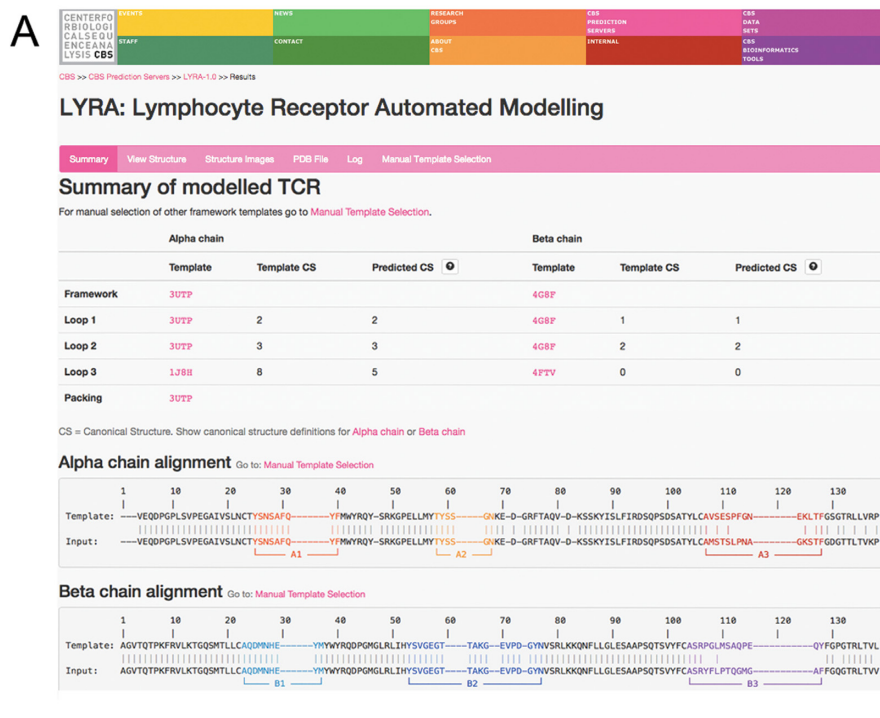 A
CENTERFO
RBIOLOGI
CALSEQU
ENCEANA
LYSIS CBS
EVENTS
NEWS
RESEARCH
GROUPS
CBS
PREDICTION
SERVERS
CBS
DATA
SETS
STAFF
CONTACT
ABOUT
CBS
INTERNAL
CBS
BIOINFORMATICS
TOOLS
CBS >> CBS Prediction Servers >> LYRA-1.0 >> Results
LYRA: Lymphocyte Receptor Automated Modelling
Summary View Structure Structure Images PDB File Log Manual Template Selection
Summary of modelled TCR
For manual selection of other framework templates go to Manual Template Selection.
Alpha chain Beta chain
Template Template CS Predicted CS ? Template Template CS Predicted CS ?
Framework 3UTP 4G8F
Loop 1 3UTP 2 2 4G8F 1 1
Loop 2 3UTP 3 3 4G8F 2 2
Loop 3 1J8H 8 5 4FTV 0 0
Packing 3UTP
CS = Canonical Structure. Show canonical structure definitions for Alpha chain or Beta chain
Alpha chain alignment Go to: Manual Template Selection
1 10 20 30 40 50 60 70 80 90 100 110 120 130
Template: ---VEQDPGPLSVPEGAIVSLNCTYSNSAFQ-------YFMWYRQY-SRKGPELLMYTYSS------GNKE-D-GRFTAQV-D-KSSKYISLFIRDSQPSDSATYLCAVSESPFGN--------EKLTFGSGTRLLVRP
Input: ---VEQDPGPLSVPEGAIVSLNCTYSNSAFQ-------YFMWYRQY-SRKGPELLMYTYSS------GNKE-D-GRFTAQV-D-KSSKYISLFIRDSQPSDSATYLCAMSTSLPNA--------GKSTFGDGTTLTVKP
A1 A2 A3
Beta chain alignment Go to: Manual Template Selection
1 10 20 30 40 50 60 70 80 90 100 110 120 130
Template: AGVTQTPKFRVLKTGQSMTLLCAQDMNHE------YMYWYRQDPGMGLRLIHYSVGEGT----TAKG--EVPD-GYNVSRLKKQNFLLGLESAAPSQTSVYFCASRPGLMSAQPE------------QYFGPGTRLTVL
Input: AGVTQTPKFRVLKTGQSMTLLCAQDMNHE------YMYWYRQDPGMGLRLIHYSVGEGT----TAKG--EVPD-GYNVSRLKKQNFLLGLESAAPSQTSVYFCASRYFLPTQGMG------------AFFGQGTRLTVV
B1 B2 B3